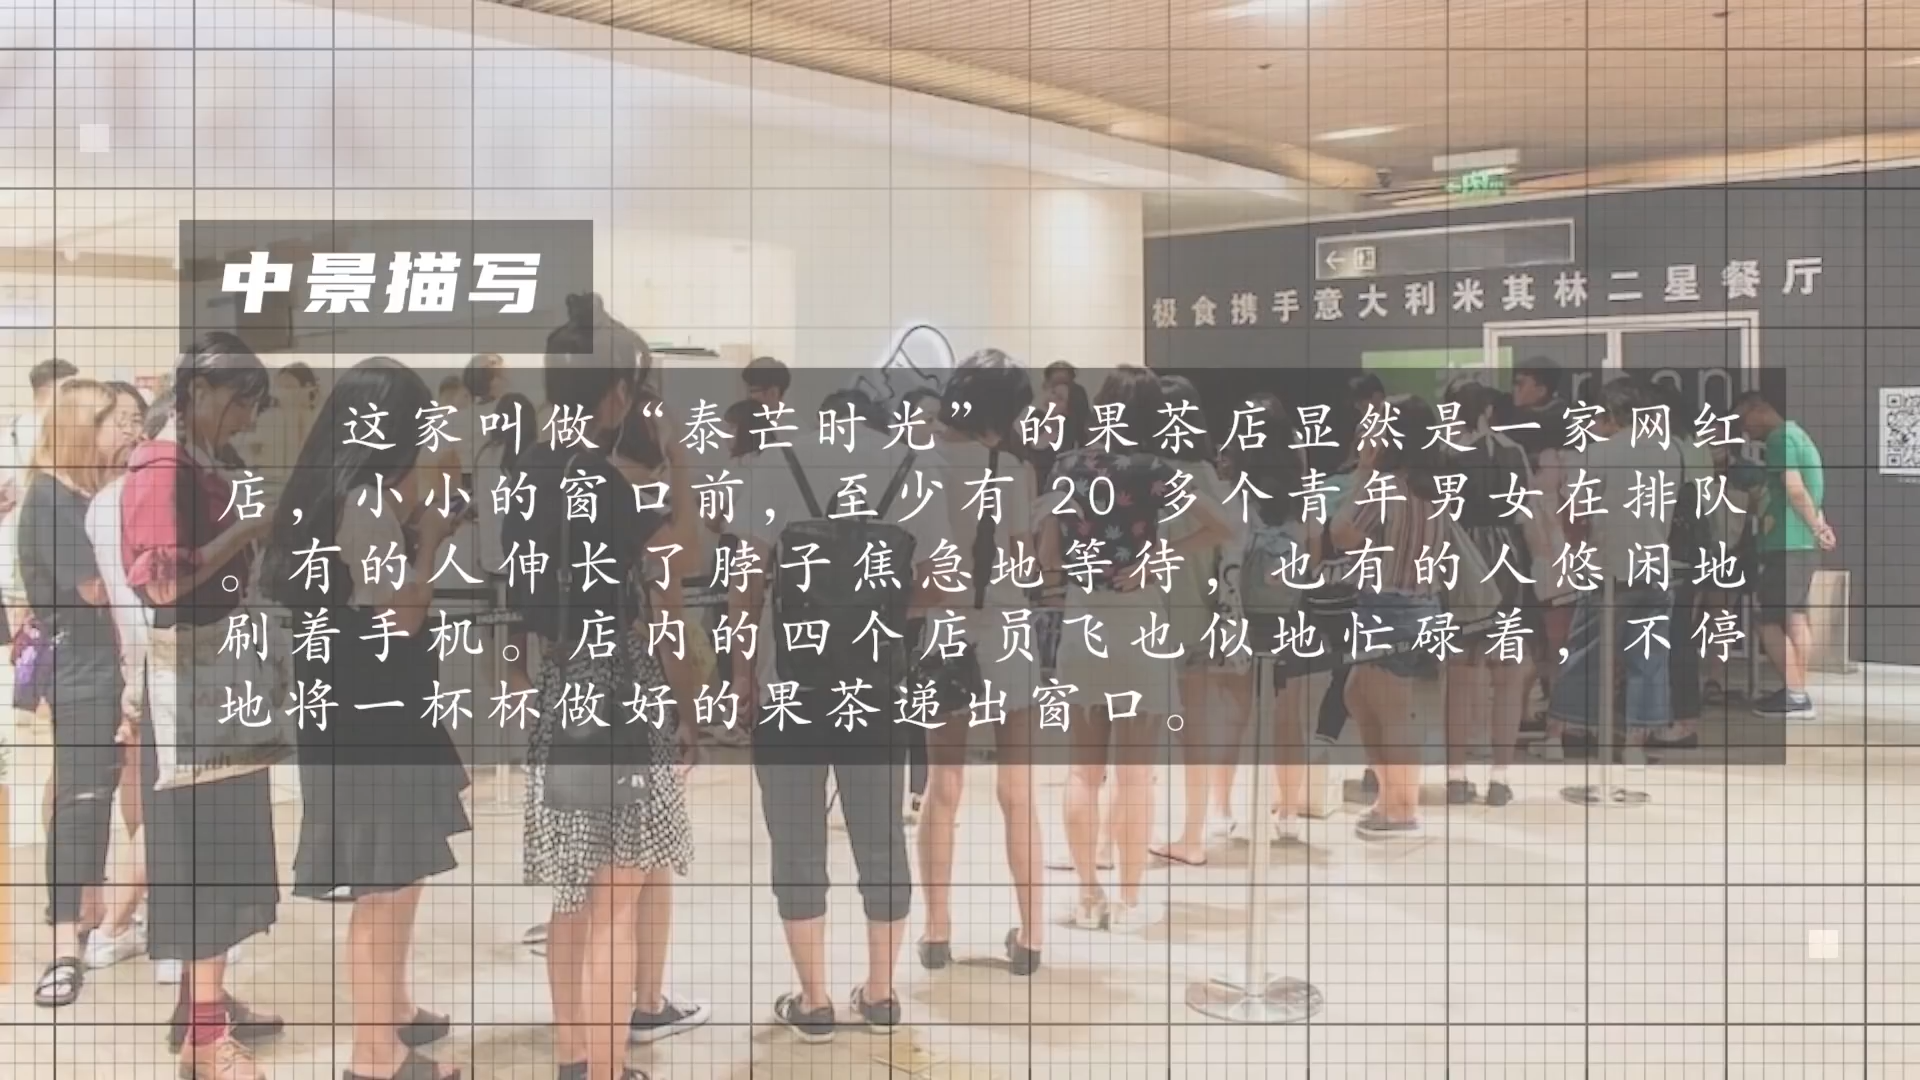 极食携手意大利米其林二星餐厅
中景描写
这家叫做“泰芒时光”的果茶店显然是一家网红
店，小小的窗口前，至少有 20 多个青年男女在排队
。有的人伸长了脖子焦急地等待，也有的人悠闲地
刷着手机。店内的四个店员飞也似地忙碌着，不停
地将一杯杯做好的果茶递出窗口。